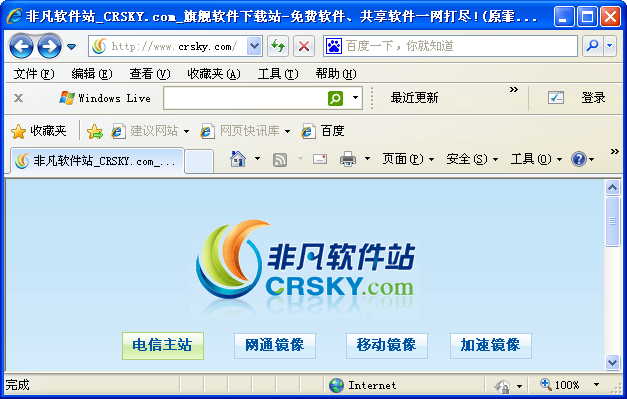 非凡软件站_CRSKY.com_旗舰软件下载站-免费软件、共享软件一网打尽!(原霏...
http://www.crsky.com/
百度一下，你就知道
文件(F) 编辑(E) 查看(V) 收藏夹(A) 工具(T) 帮助(H)
x Windows Live 最近更新 » 登录
收藏夹 建议网站 网页快讯库 百度
非凡软件站_CRSKY.com_... 页面(P) 安全(S) 工具(O) »
非凡软件站
CRSKY.com
电信主站 网通镜像 移动镜像 加速镜像
完成 Internet 100%